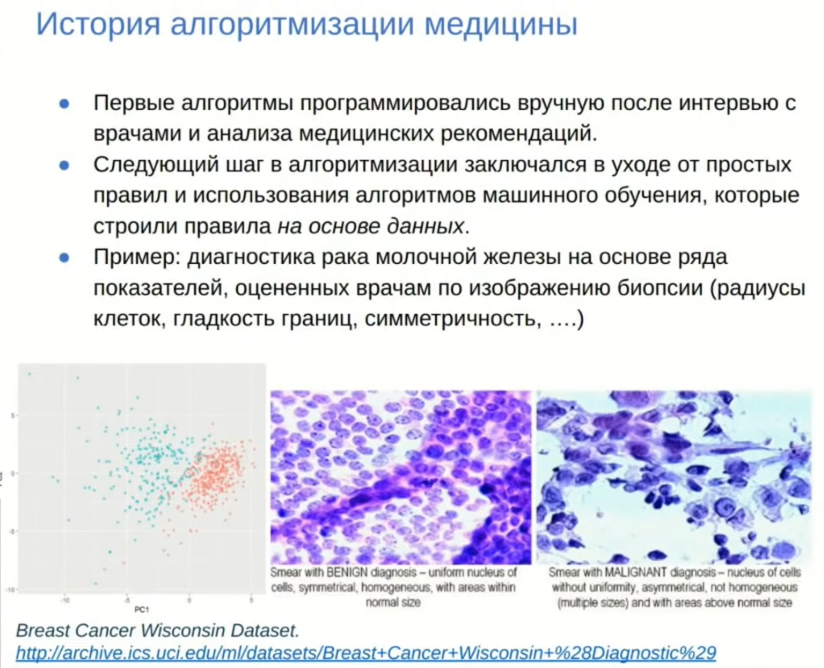 История алгоритмизации медицины
● Первые алгоритмы программировались вручную после интервью с
врачами и анализа медицинских рекомендаций.
● Следующий шаг в алгоритмизации заключался в уходе от простых
правил и использования алгоритмов машинного обучения, которые
строили правила на основе данных.
● Пример: диагностика рака молочной железы на основе ряда
показателей, оцененных врачам по изображению биопсии (радиусы
клеток, гладкость границ, симметричность, ….)
5
0
-5
-10
-10
-5
0
5
PC1
Smear with BENIGN diagnosis – uniform nucleus of
cells, symmetrical, homogeneous, with areas within
normal size
Smear with MALIGNANT diagnosis – nucleus of cells
without uniformity, asymmetrical, not homogeneous
(multiple sizes) and with areas above normal size
Breast Cancer Wisconsin Dataset.
http://archive.ics.uci.edu/ml/datasets/Breast+Cancer+Wisconsin+%28Diagnostic%29